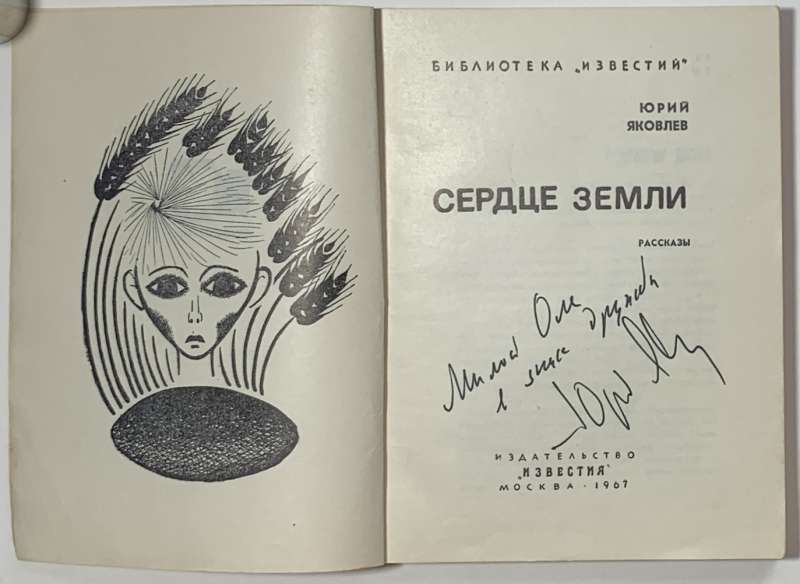 БИБЛИОТЕКА „ИЗВЕСТИЙ"
ЮРИЙ
ЯКОВЛЕВ
СЕРДЦЕ ЗЕМЛИ
РАССКАЗЫ
Милой Оле
в знак дружбы
Юрий
ИЗДАТЕЛЬСТВО
„ИЗВЕСТИЯ"
МОСКВА · 1967